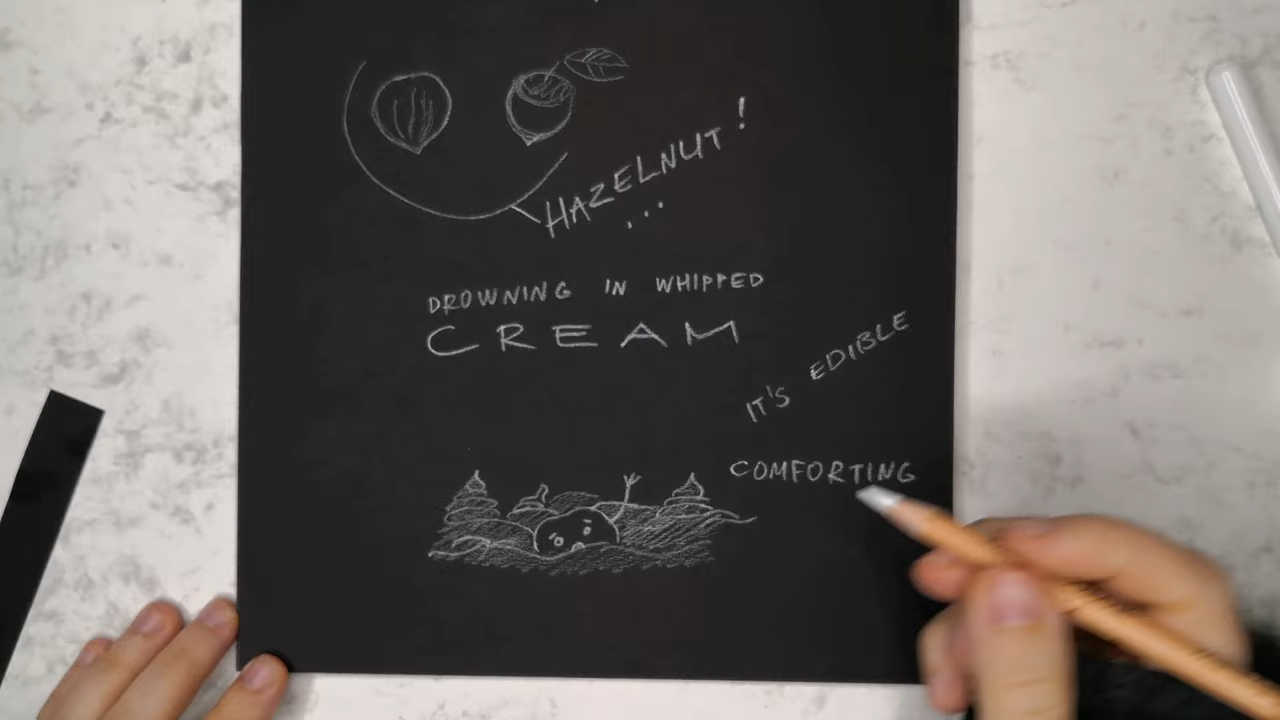 HAZELNUT!
...
DROWNING IN WHIPPED
CREAM
IT'S EDIBLE
COMFORTING